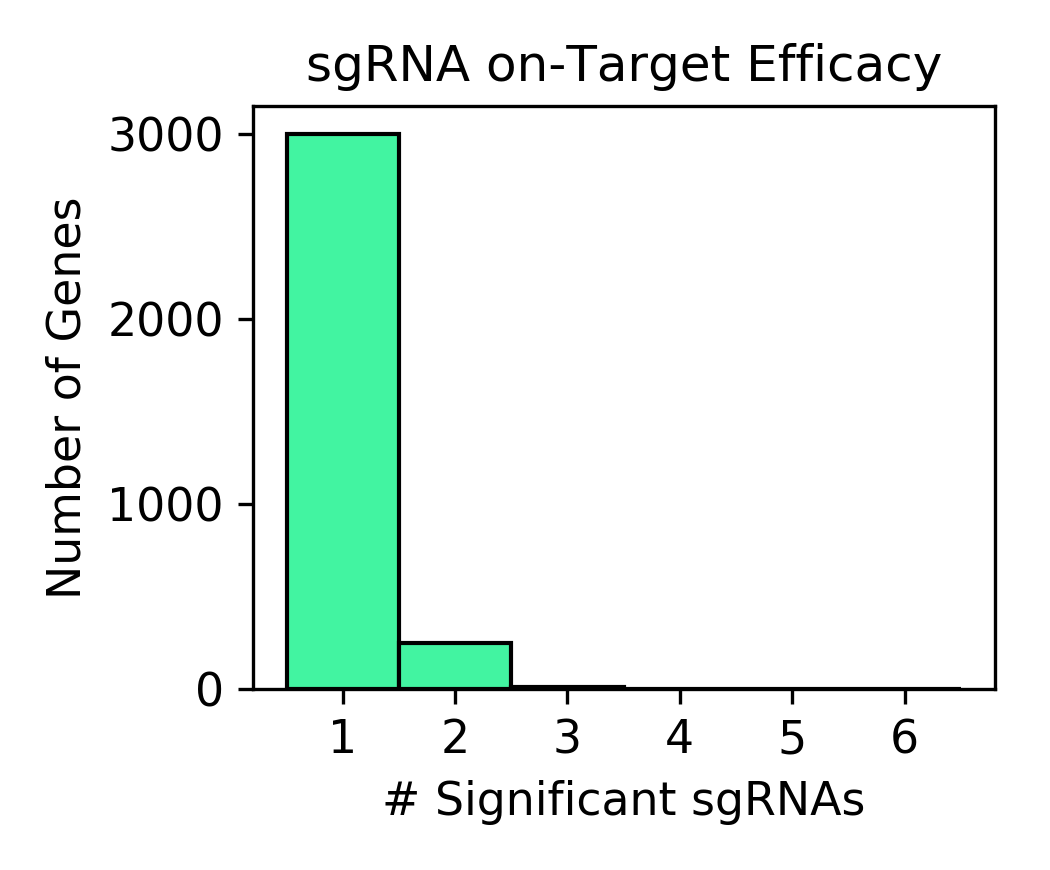 sgRNA on-Target Efficacy
3000
2000
1000
0
Number of Genes
1 2 3 4 5 6
# Significant sgRNAs